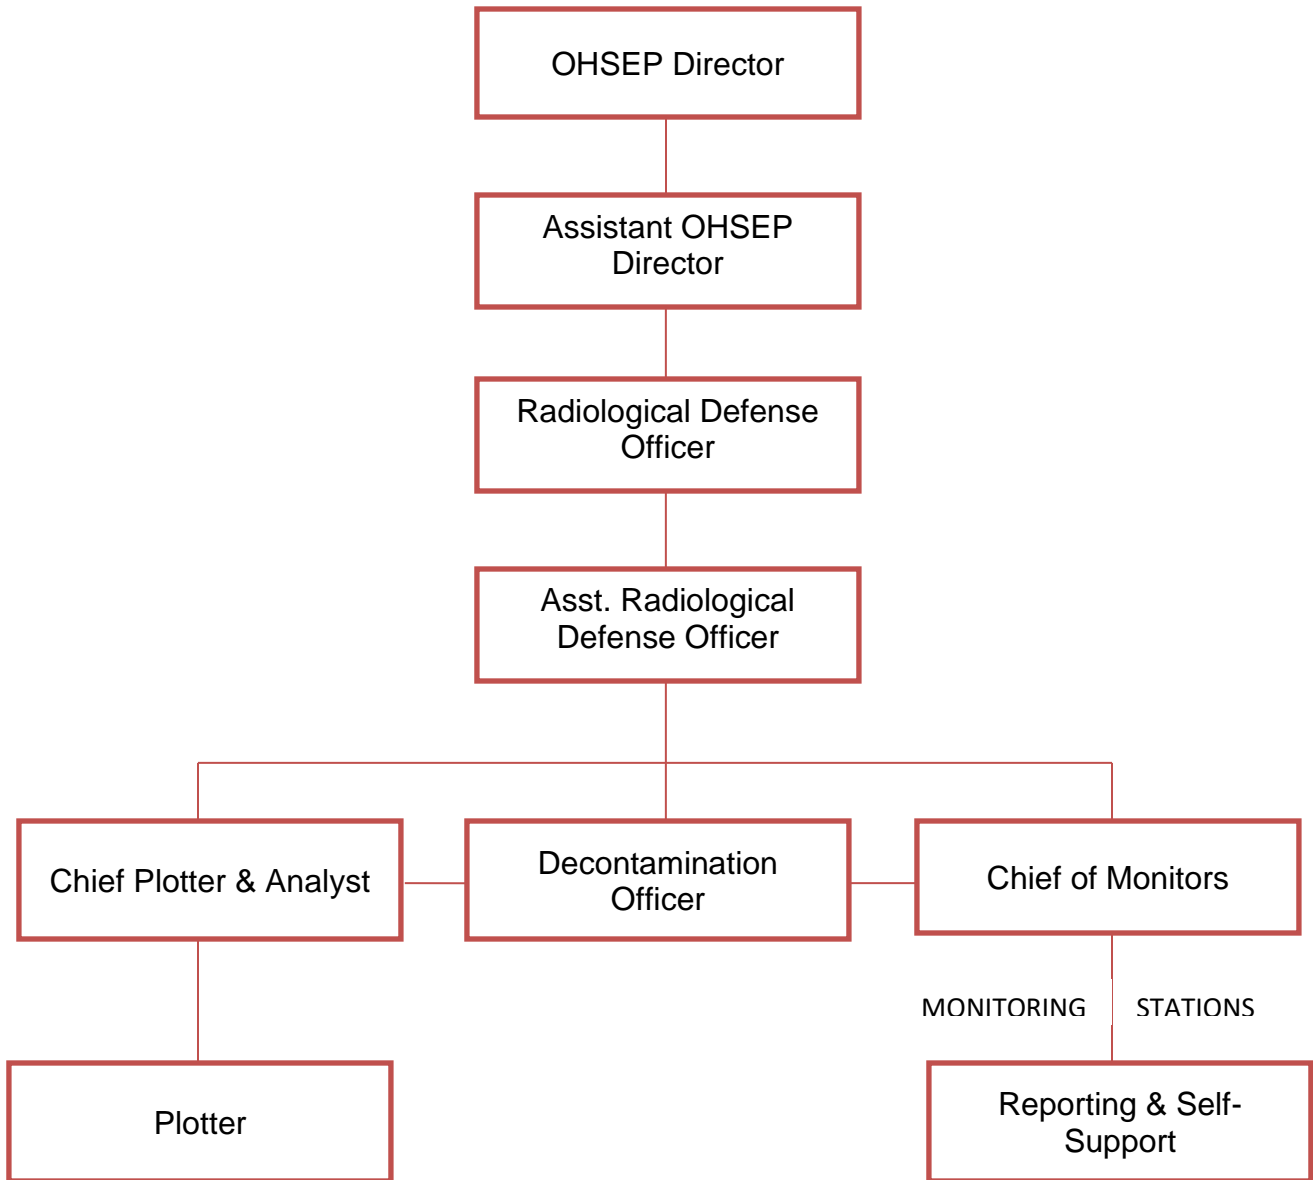 OHSEP Director
Assistant OHSEP
Director
Radiological Defense
Officer
Asst. Radiological
Defense Officer
Chief Plotter & Analyst
Decontamination
Officer
Chief of Monitors
MONITORING STATIONS
Plotter
Reporting & Self-
Support